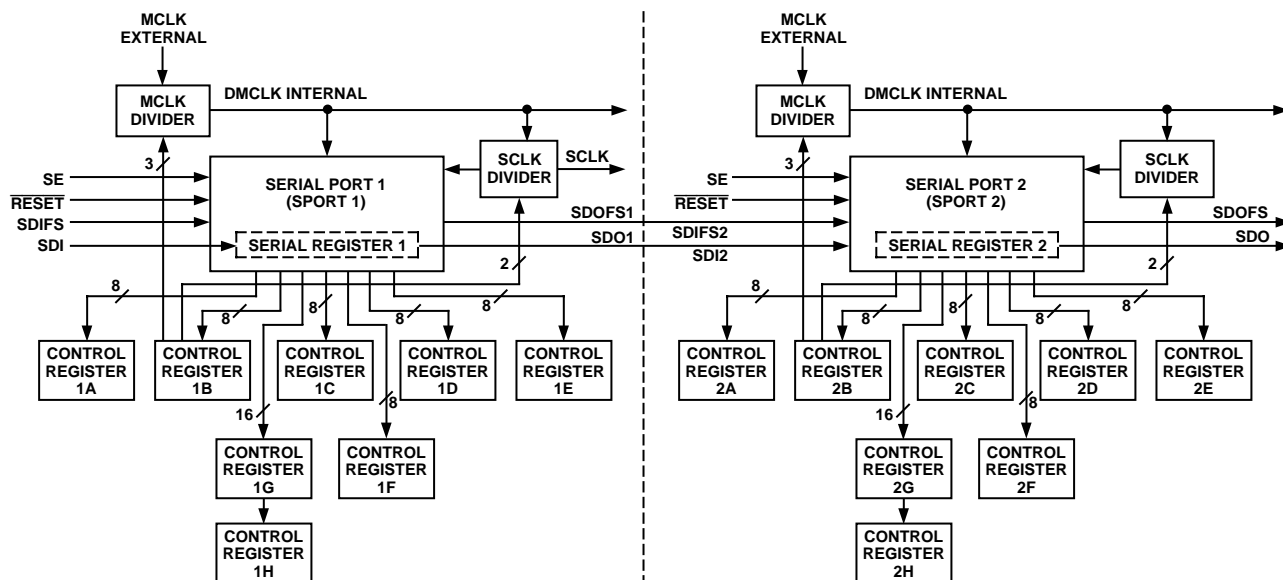 MCLK
EXTERNAL
MCLK
DIVIDER
DMCLK INTERNAL
3
SCLK
DIVIDER
SCLK
SE
RESET
SDIFS
SDI
SERIAL PORT 1
(SPORT 1)
SERIAL REGISTER 1
SDOFS1
SDO1
2
8
8
8
8
8
CONTROL
REGISTER
1A
CONTROL
REGISTER
1B
CONTROL
REGISTER
1C
CONTROL
REGISTER
1D
CONTROL
REGISTER
1E
16
8
CONTROL
REGISTER
1G
CONTROL
REGISTER
1F
CONTROL
REGISTER
1H
MCLK
EXTERNAL
MCLK
DIVIDER
DMCLK INTERNAL
3
SCLK
DIVIDER
SE
RESET
SDIFS2
SDI2
SERIAL PORT 2
(SPORT 2)
SERIAL REGISTER 2
SDOFS
SDO
2
8
8
8
8
8
CONTROL
REGISTER
2A
CONTROL
REGISTER
2B
CONTROL
REGISTER
2C
CONTROL
REGISTER
2D
CONTROL
REGISTER
2E
16
8
CONTROL
REGISTER
2G
CONTROL
REGISTER
2F
CONTROL
REGISTER
2H